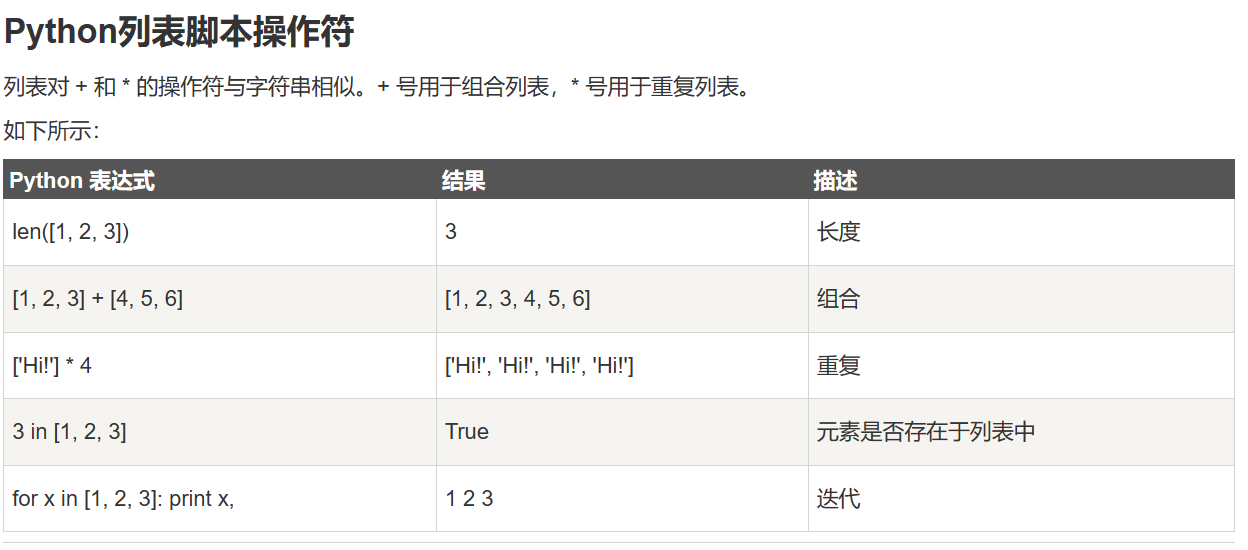 Python列表脚本操作符
列表对 + 和 * 的操作符与字符串相似。+ 号用于组合列表，* 号用于重复列表。
如下所示：
Python 表达式 结果 描述
len([1, 2, 3]) 3 长度
[1, 2, 3] + [4, 5, 6] [1, 2, 3, 4, 5, 6] 组合
['Hi!'] * 4 ['Hi!', 'Hi!', 'Hi!', 'Hi!'] 重复
3 in [1, 2, 3] True 元素是否存在于列表中
for x in [1, 2, 3]: print x, 1 2 3 迭代